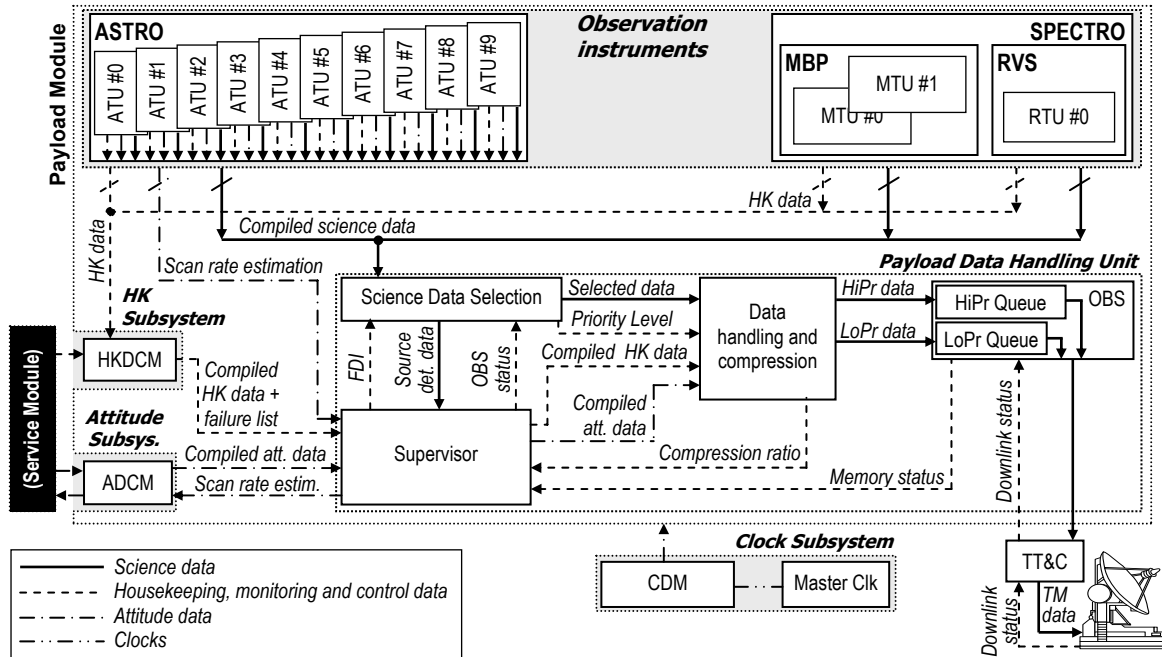 Payload Module
ASTRO
ATU #0
ATU #1
ATU #2
ATU #3
ATU #4
ATU #5
ATU #6
ATU #7
ATU #8
ATU #9
Observation
instruments
SPECTRO
MBP
MTU #1
MTU #0
RVS
RTU #0
HK data
HK data
Compiled science data
Scan rate estimation
Payload Data Handling Unit
HK
Subsystem
Science Data Selection
Selected data
Priority Level
Data
handling and
compression
HiPr data
LoPr data
HiPr Queue
LoPr Queue
OBS
(Service Module)
HKDCM
Compiled
HK data +
failure list
FDI
Source
det. data
OBS
status
Compiled HK data
Compiled
att. data
Attitude
Subsys.
ADCM
Compiled att. data
Scan rate estim.
Supervisor
Compression ratio
Memory status
Downlink status
Clock Subsystem
CDM
Master Clk
TT&C
TM
data
Downlink
status
Science data
Housekeeping, monitoring and control data
Attitude data
Clocks